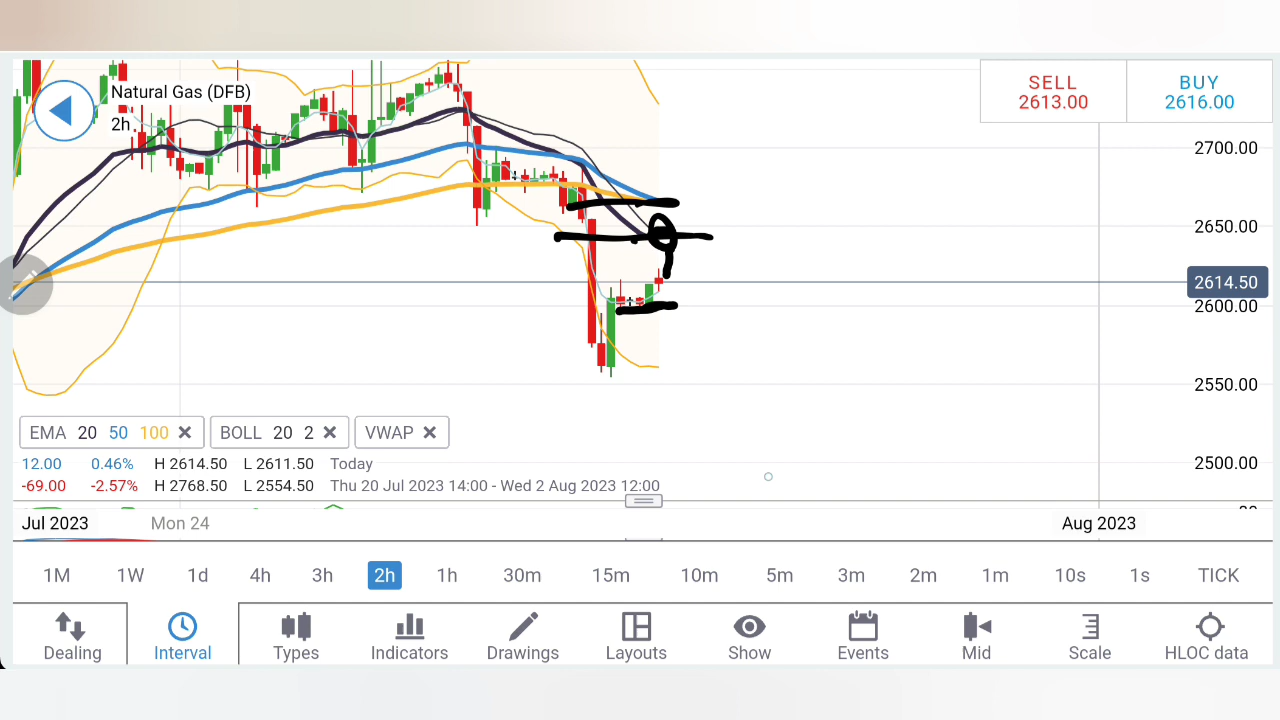 Natural Gas (DFB)
2h
SELL
2613.00
BUY
2616.00
2700.00
2650.00
2614.50
2600.00
2550.00
2500.00
EMA 20 50 100
BOLL 20 2
VWAP
12.00 0.46% H 2614.50 L 2611.50 Today
-69.00 -2.57% H 2768.50 L 2554.50 Thu 20 Jul 2023 14:00 - Wed 2 Aug 2023 12:00
Jul 2023 Mon 24 Aug 2023
1M 1W 1d 4h 3h 2h 1h 30m 15m 10m 5m 3m 2m 1m 10s 1s TICK
Dealing Interval Types Indicators Drawings Layouts Show Events Mid Scale HLOC data